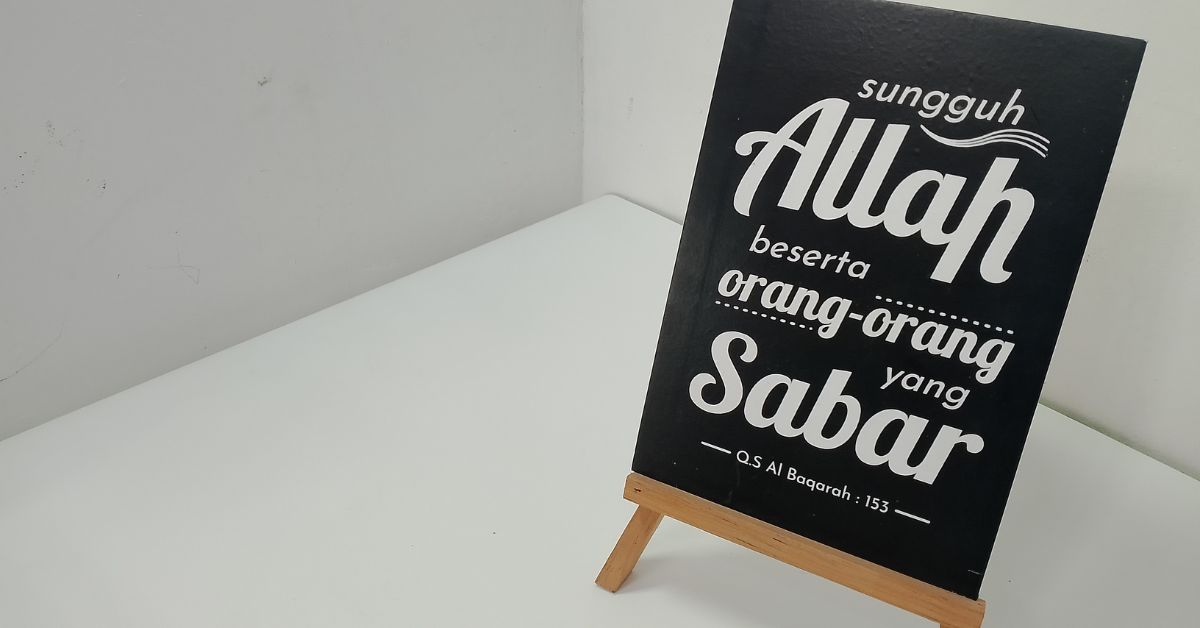 sungguh
Allah
beserta
orang-orang
yang
Sabar
Q.S Al Baqarah : 153